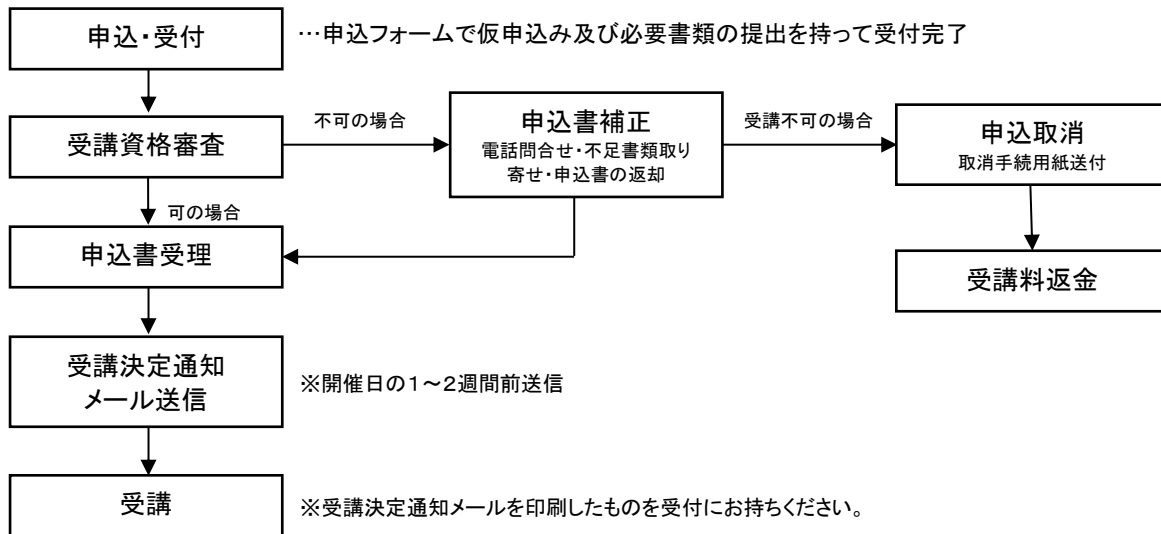 申込・受付
…申込フォームで仮申込み及び必要書類の提出を持って受付完了
受講資格審査
不可の場合
申込書補正
電話問合せ・不足書類取り
寄せ・申込書の返却
受講不可の場合
申込取消
取消手続用紙送付
可の場合
申込書受理
受講料返金
受講決定通知
メール送信
※開催日の1~2週間前送信
受講
※受講決定通知メールを印刷したものを受付にお持ちください。